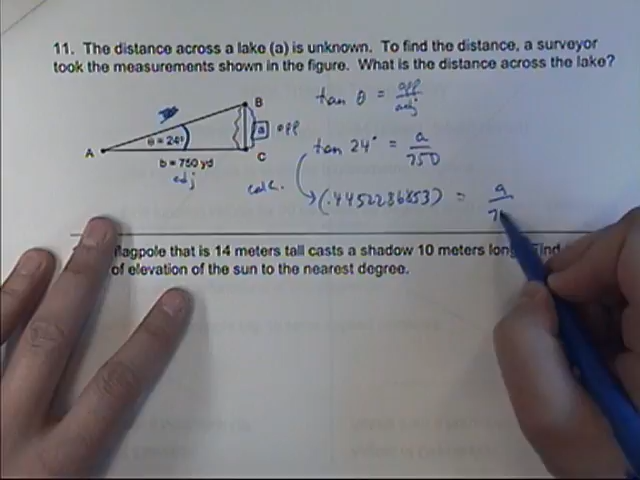 11. The distance across a lake (a) is unknown. To find the distance, a surveyor
took the measurements shown in the figure. What is the distance across the lake?
tan θ = opp/adj
B
a opp
θ = 24°
A
C
b = 750 yd
adj
tan 24° = a/750
calc.
(.4452286853) = a/7
flagpole that is 14 meters tall casts a shadow 10 meters long. Find
of elevation of the sun to the nearest degree.